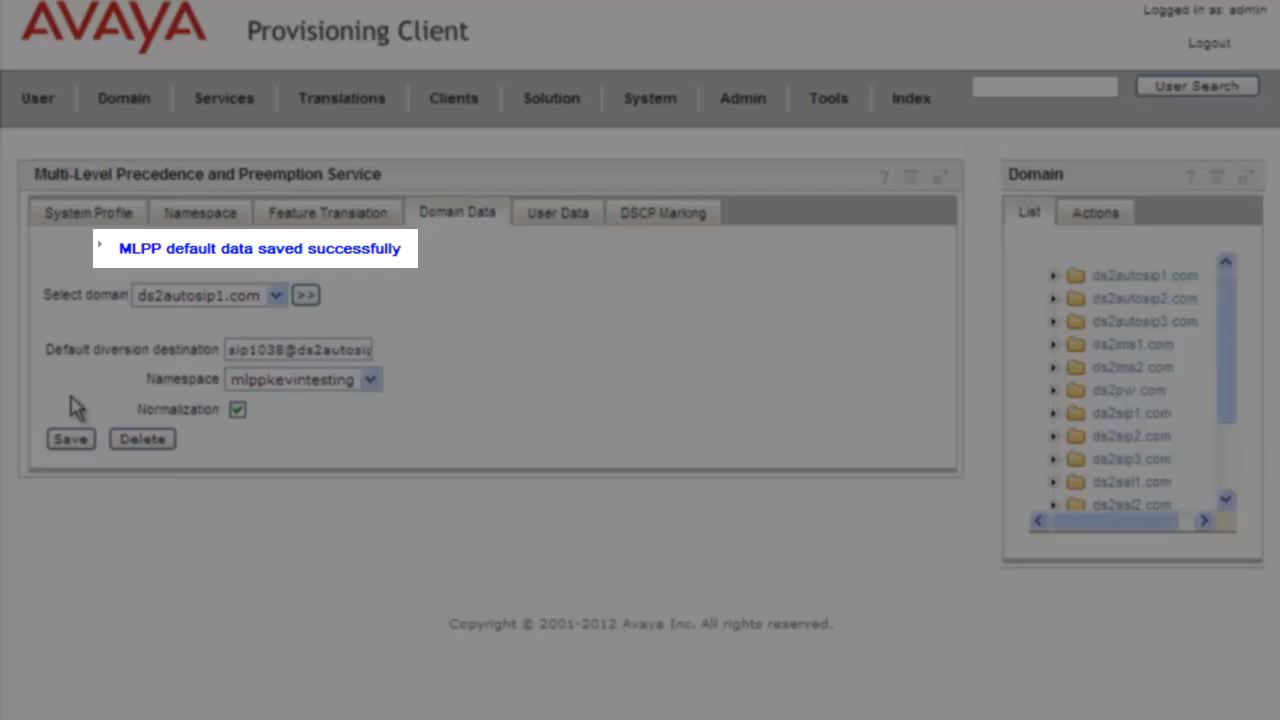 AVAYA
Provisioning Client
Logged in as: admin
Logout
User
Domain
Services
Translations
Clients
Solution
System
Admin
Tools
Index
User Search
Multi-Level Precedence and Preemption Service
?
System Profile
Namespace
Feature Translation
Domain Data
User Data
DSCP Marking
MLPP default data saved successfully
Select domain ds2autosip1.com >>
Default diversion destination sip1038@ds2autosip
Namespace mlppkevintesting
Normalization
Save
Delete
Domain
?
List
Actions
ds2autosip1.com
ds2autosip2.com
ds2autosip3.com
ds2ims1.com
ds2ims2.com
ds2pw.com
ds2sip1.com
ds2sip2.com
ds2sip3.com
ds2ssl1.com
ds2ssl2.com
Copyright © 2001-2012 Avaya Inc. All rights reserved.